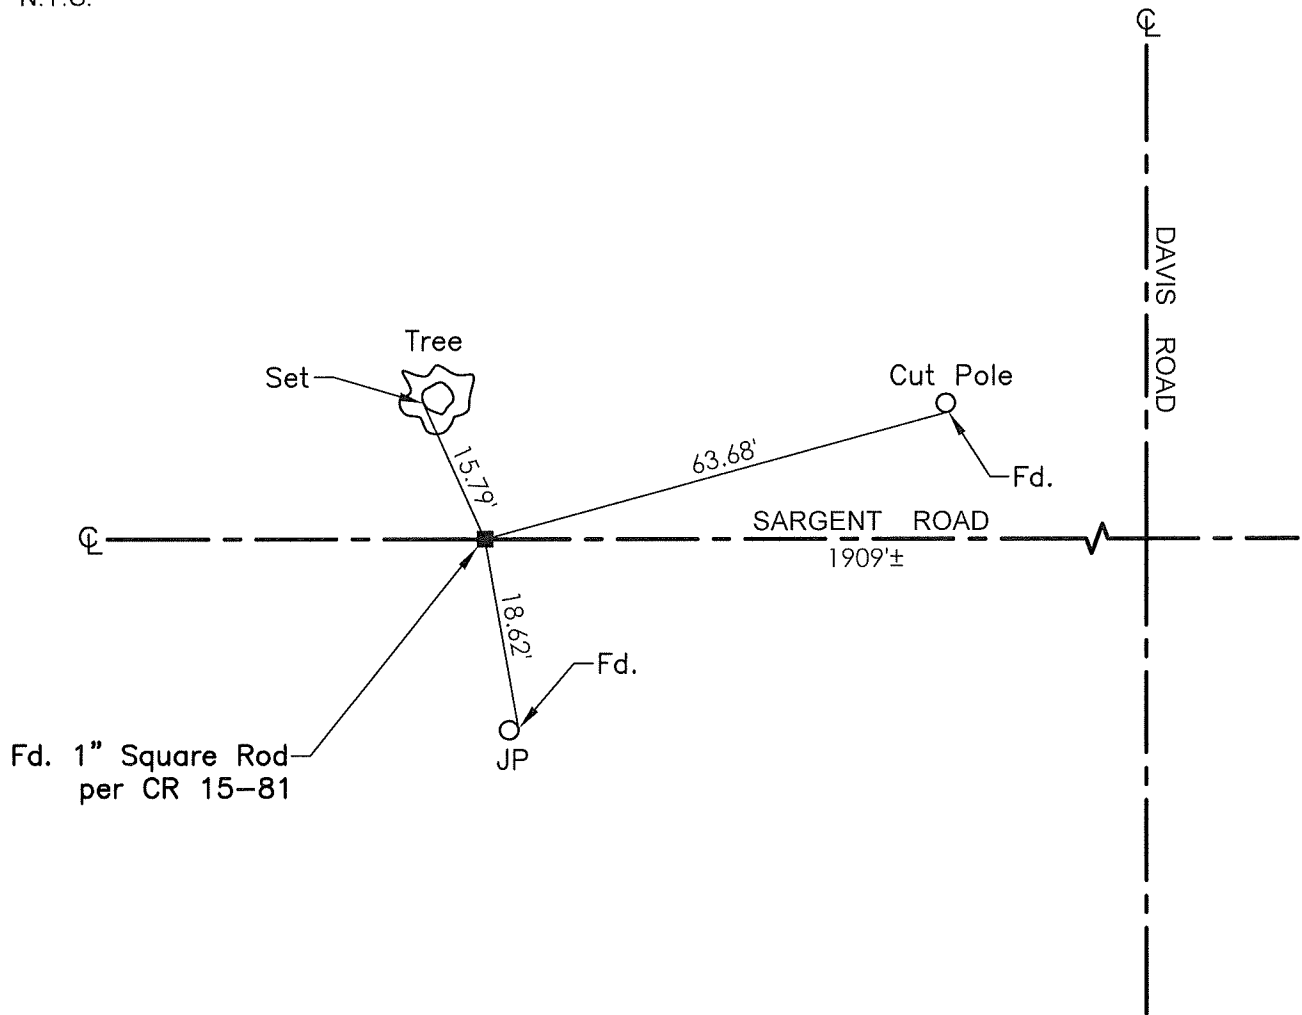 N.T.S.
℄
DAVIS ROAD
Tree
Set
Cut Pole
15.79'
63.68'
Fd.
SARGENT ROAD
℄
1909'±
18.62'
Fd.
Fd. 1" Square Rod
per CR 15-81
JP